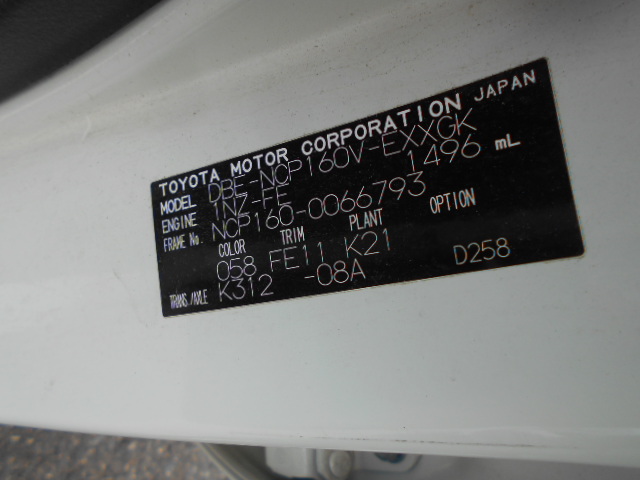 TOYOTA MOTOR CORPORATION JAPAN
MODEL DBE-NCP160V-EXXGK
ENGINE 1NZ-FE 1496 mL
FRAME No. NCP160-0066793
COLOR TRIM PLANT OPTION
058 FE11 K21
TRANS./AXLE K312 -08A D258